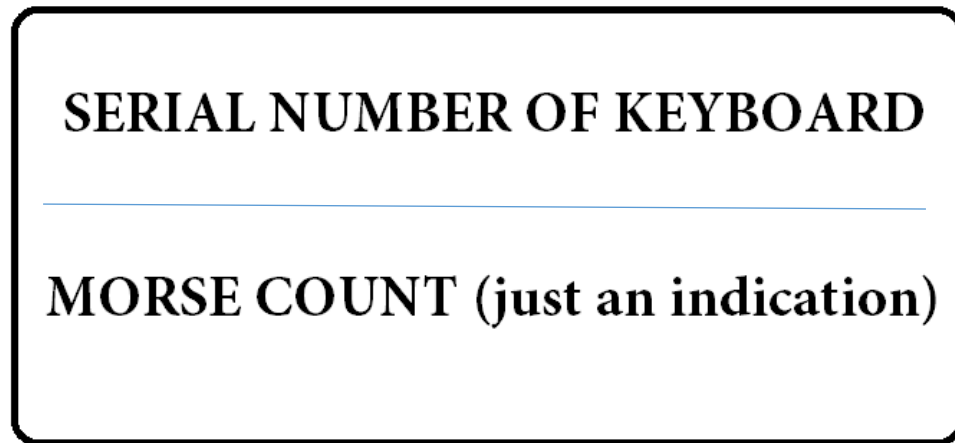 SERIAL NUMBER OF KEYBOARD
MORSE COUNT (just an indication)